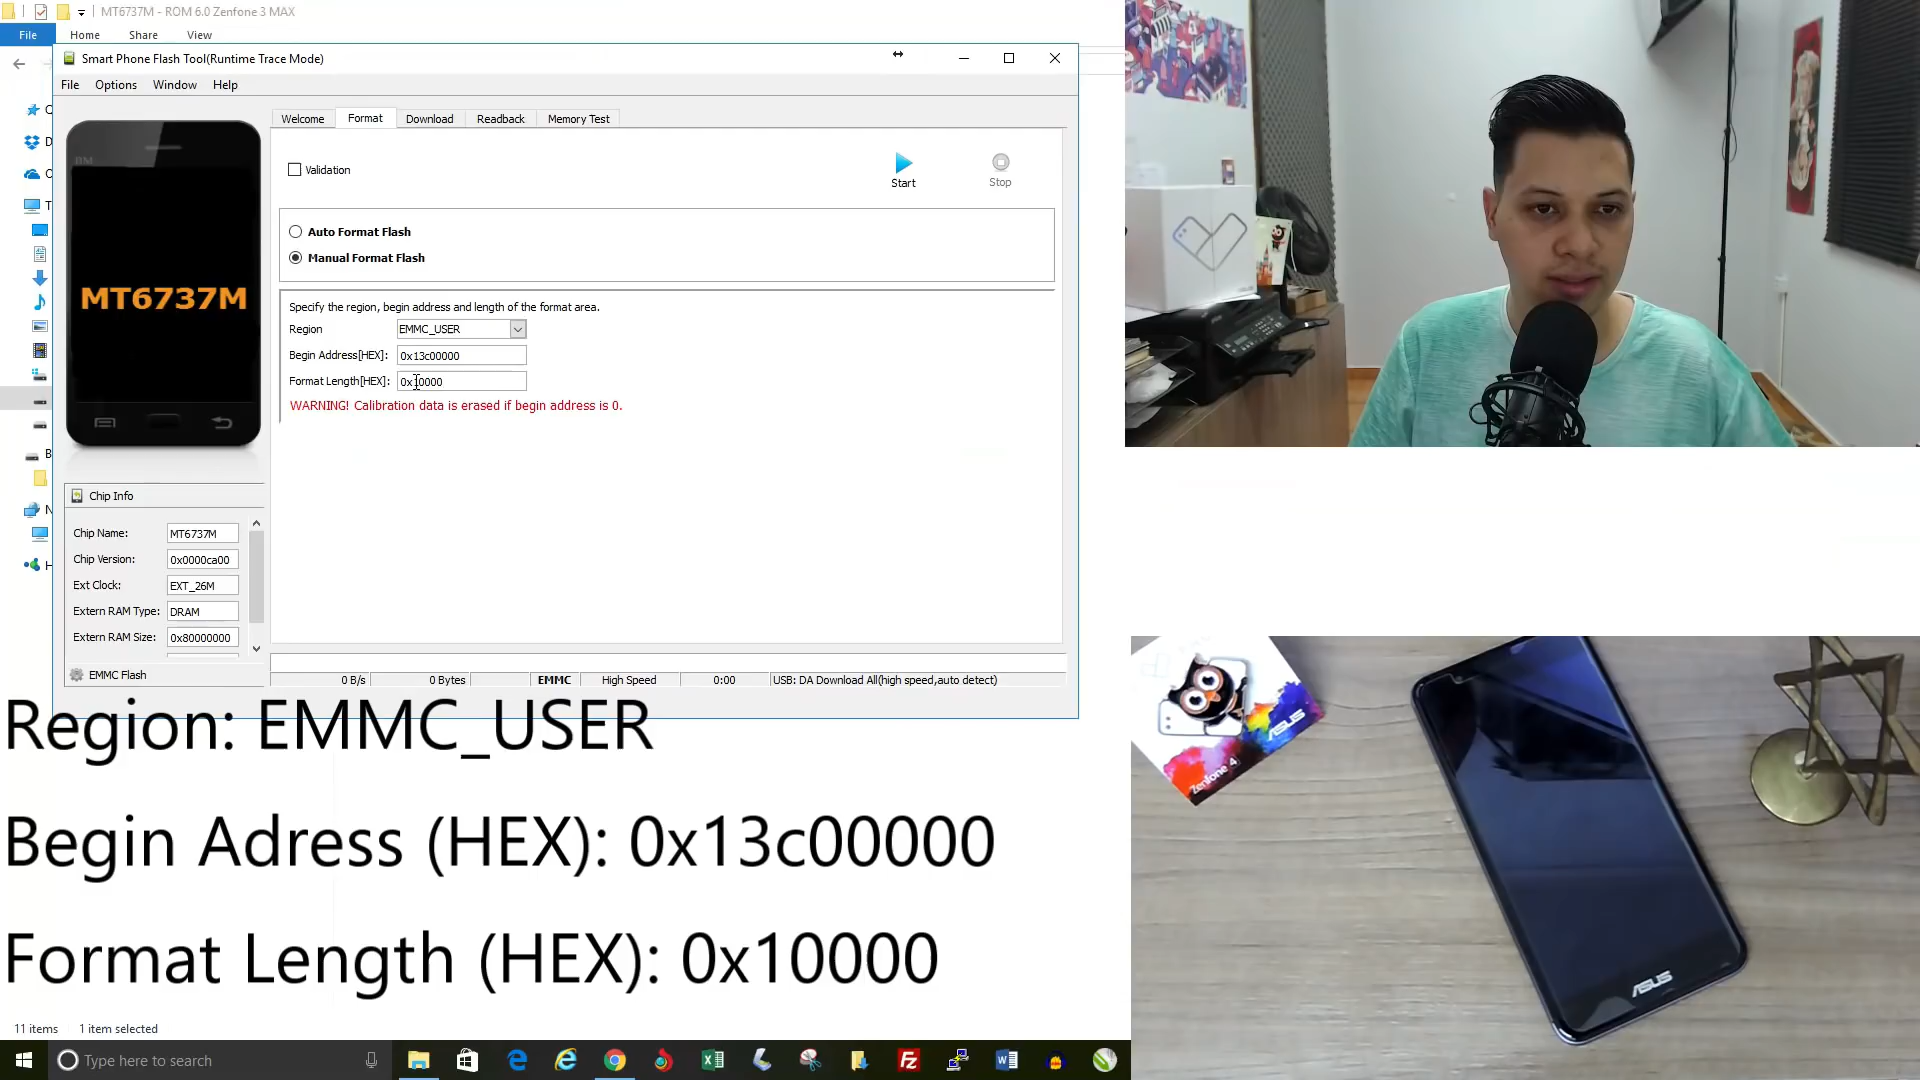 MT6737M - ROM 6.0 Zenfone 3 MAX
File Home Share View
Smart Phone Flash Tool(Runtime Trace Mode)
File Options Window Help
Welcome Format Download Readback Memory Test
BM
Validation
Start Stop
Auto Format Flash
Manual Format Flash
MT6737M
Specify the region, begin address and length of the format area.
Region EMMC_USER
Begin Address[HEX]: 0x13c00000
Format Length[HEX]: 0x10000
WARNING! Calibration data is erased if begin address is 0.
Chip Info
Chip Name: MT6737M
Chip Version: 0x0000ca00
Ext Clock: EXT_26M
Extern RAM Type: DRAM
Extern RAM Size: 0x80000000
EMMC Flash
0 B/s 0 Bytes EMMC High Speed 0:00 USB: DA Download All(high speed,auto detect)
Region: EMMC_USER
Begin Adress (HEX): 0x13c00000
Format Length (HEX): 0x10000
11 items 1 item selected
Type here to search
ASUS
Zenfone 4
ASUS